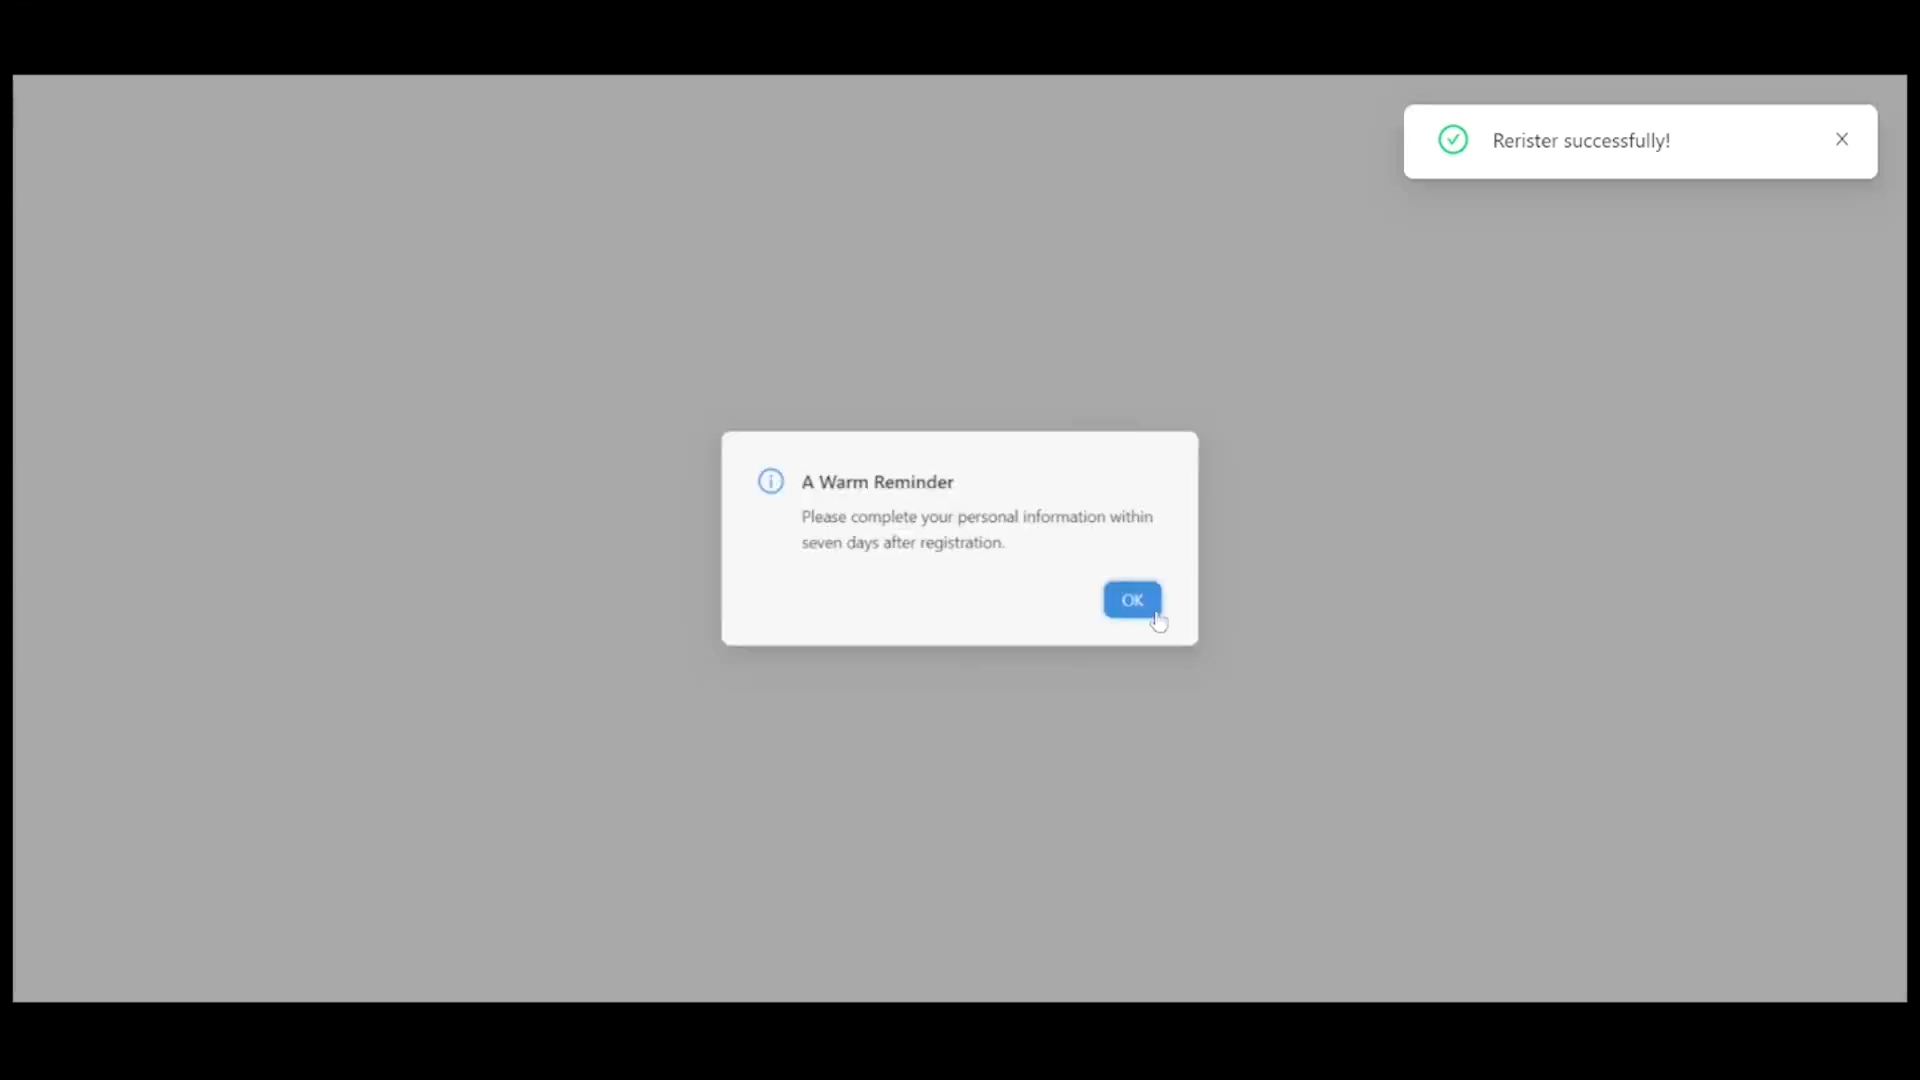 Rerister successfully!
A Warm Reminder
Please complete your personal information within
seven days after registration.
OK